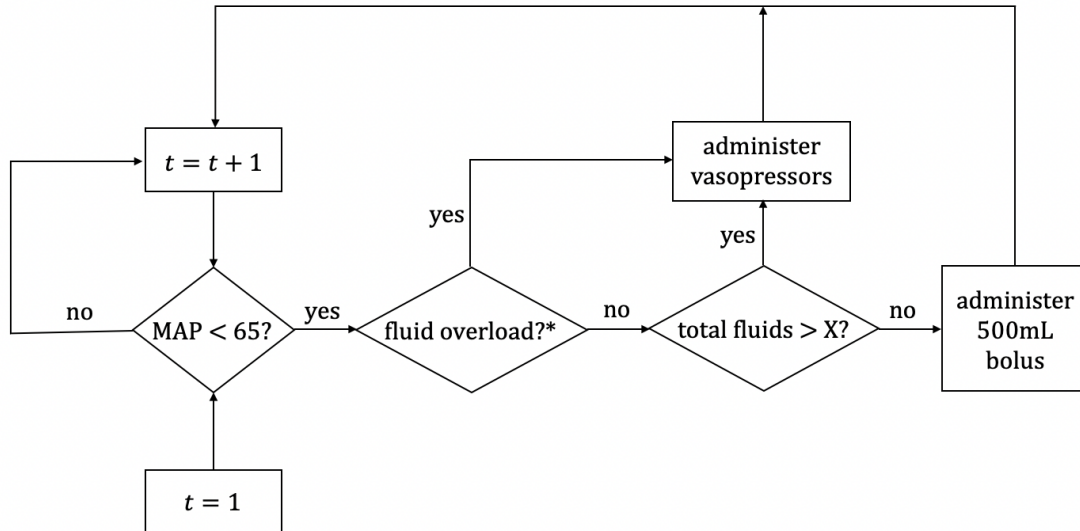 administer
vasopressors
t = t + 1
yes
yes
no
MAP < 65?
yes
fluid overload?*
no
total fluids > X?
no
administer
500mL
bolus
t = 1